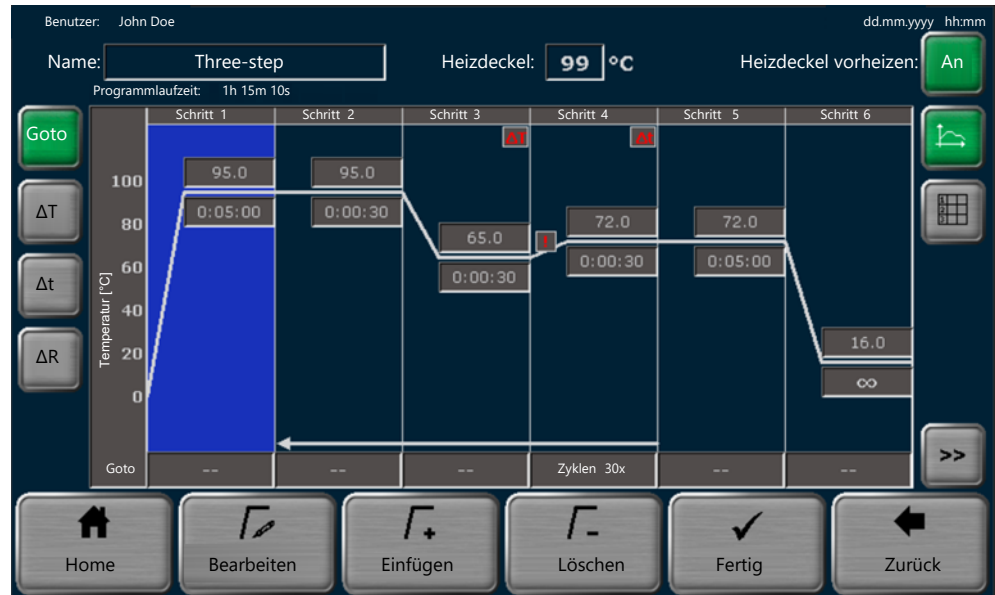 Benutzer: John Doe dd.mm.yyyy hh:mm
Name: Three-step Heizdeckel: 99 °C Heizdeckel vorheizen: An
Programmlaufzeit: 1h 15m 10s
Schritt 1 Schritt 2 Schritt 3 Schritt 4 Schritt 5 Schritt 6
Goto
ΔT Δt
100 95.0 95.0
ΔT 80 0:05:00 0:00:30 65.0 72.0 72.0
Δt 60 0:00:30 0:00:30 0:05:00
Temperatur [°C]
40
ΔR 20 16.0
0 ∞
>>
Goto -- -- -- Zyklen 30x -- --
Home Bearbeiten Einfügen Löschen Fertig Zurück